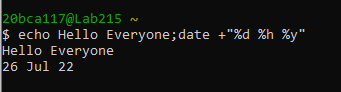 20bca117@Lab215 ~
$ echo Hello Everyone;date +"%d %h %y"
Hello Everyone
26 Jul 22